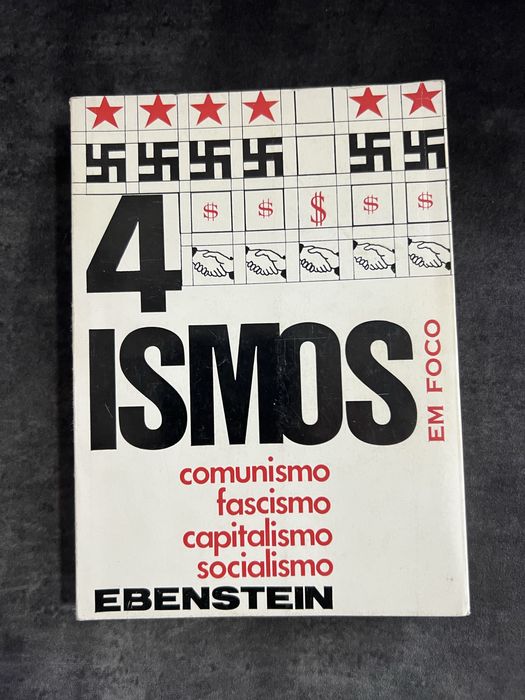 $ $ $ $ $
4
ISMOS
EM FOCO
comunismo
fascismo
capitalismo
socialismo
EBENSTEIN